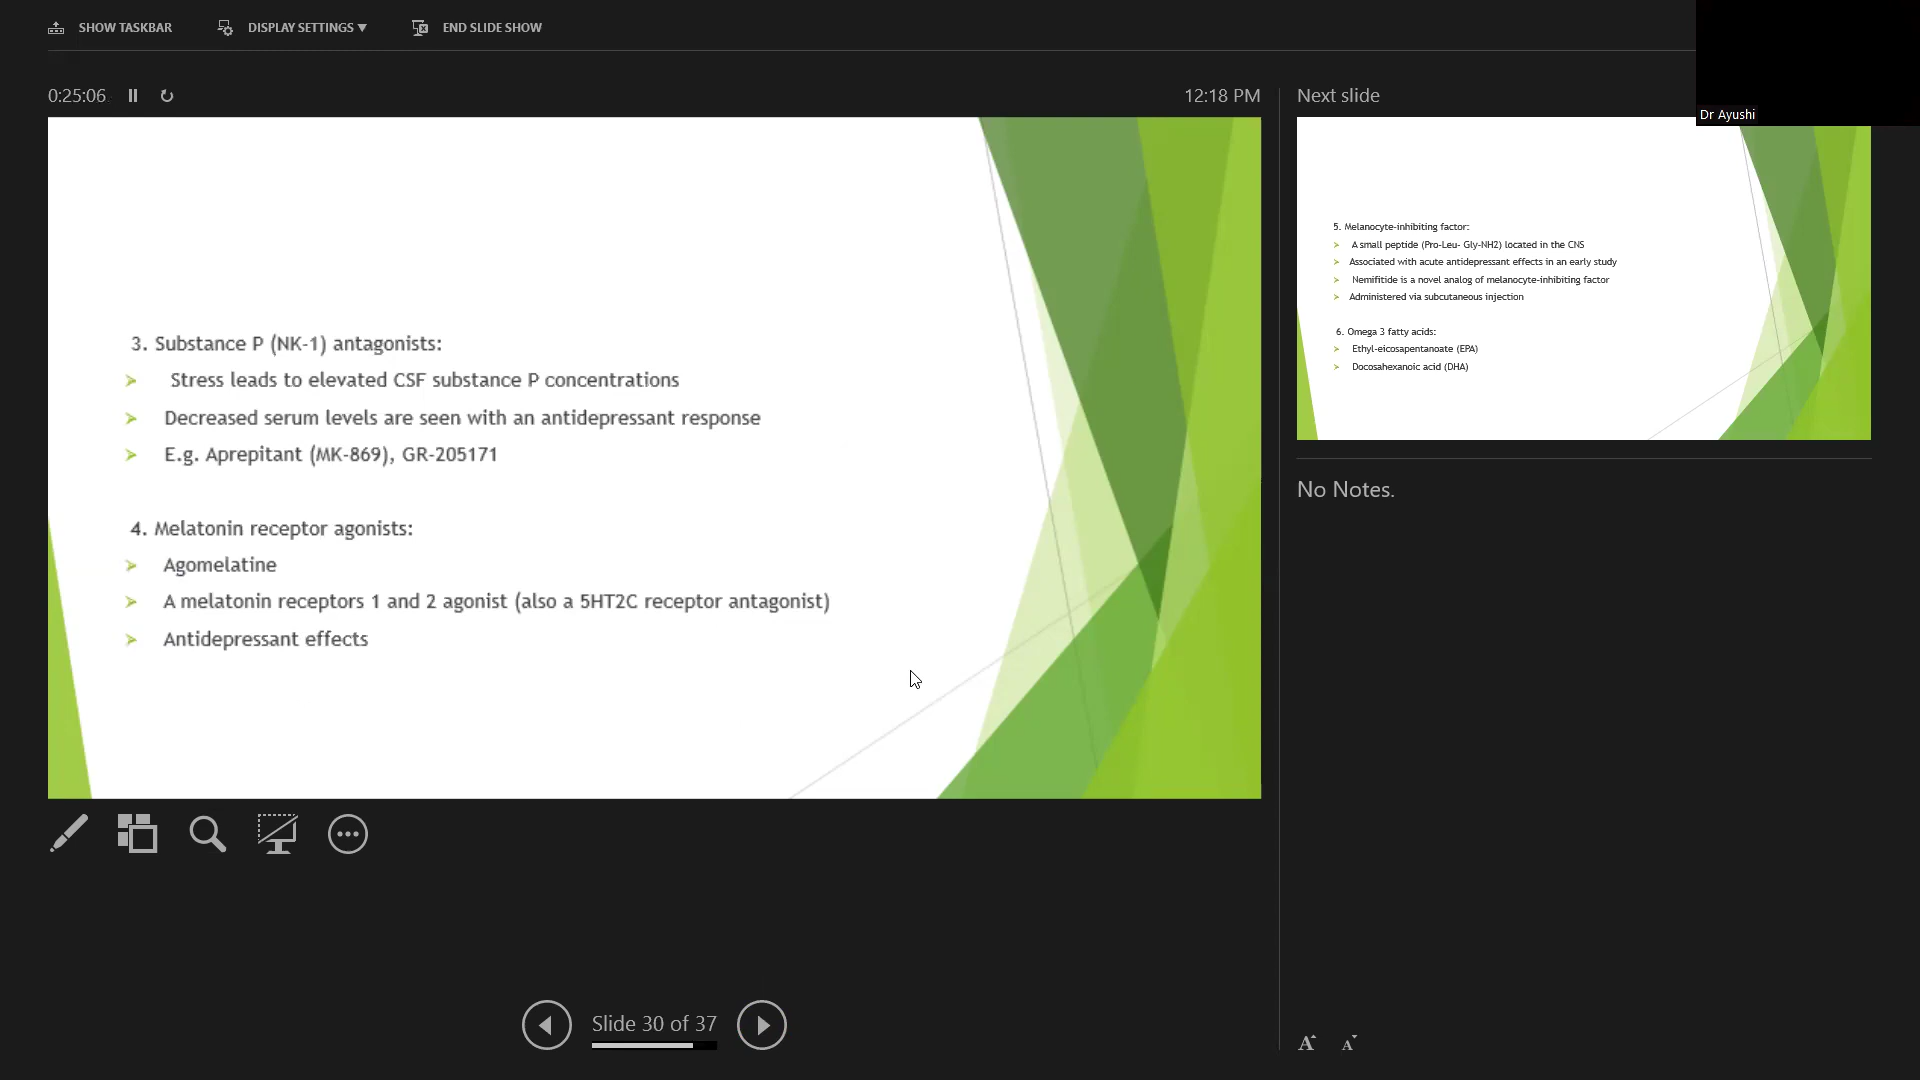 SHOW TASKBAR DISPLAY SETTINGS ▼ END SLIDE SHOW
0:25:06 12:18 PM
3. Substance P (NK-1) antagonists:
➢ Stress leads to elevated CSF substance P concentrations
➢ Decreased serum levels are seen with an antidepressant response
➢ E.g. Aprepitant (MK-869), GR-205171
4. Melatonin receptor agonists:
➢ Agomelatine
➢ A melatonin receptors 1 and 2 agonist (also a 5HT2C receptor antagonist)
➢ Antidepressant effects
Slide 30 of 37
Next slide
Dr Ayushi
5. Melanocyte-inhibiting factor:
➢ A small peptide (Pro-Leu- Gly-NH2) located in the CNS
➢ Associated with acute antidepressant effects in an early study
➢ Nemifitide is a novel analog of melanocyte-inhibiting factor
➢ Administered via subcutaneous injection
6. Omega 3 fatty acids:
➢ Ethyl-eicosapentanoate (EPA)
➢ Docosahexanoic acid (DHA)
No Notes.
A A